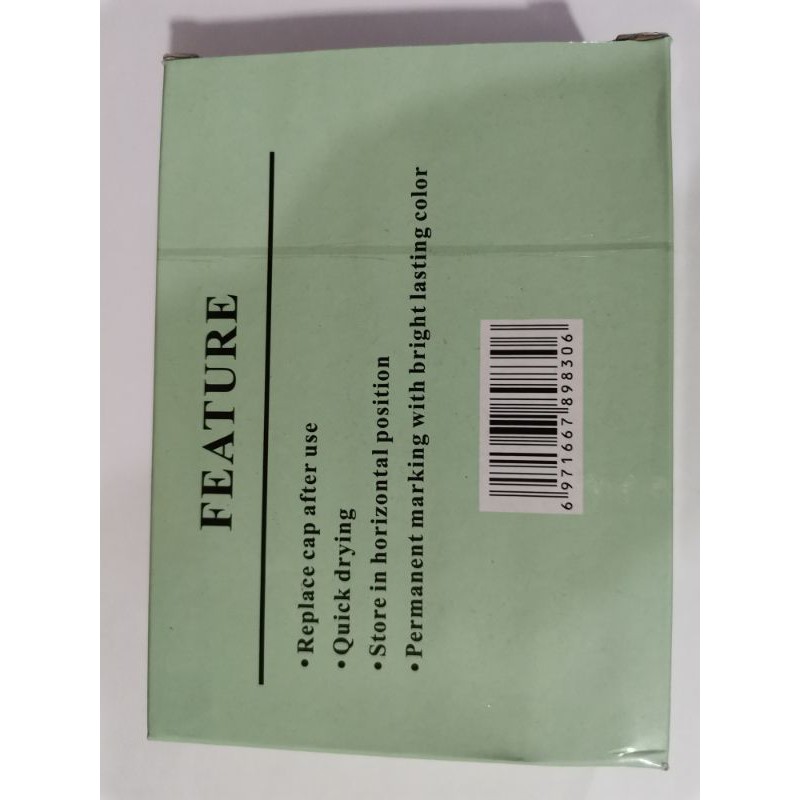 FEATURE
•Replace cap after use
•Quick drying
•Store in horizontal position
•Permanent marking with bright lasting color
6 971667 898306